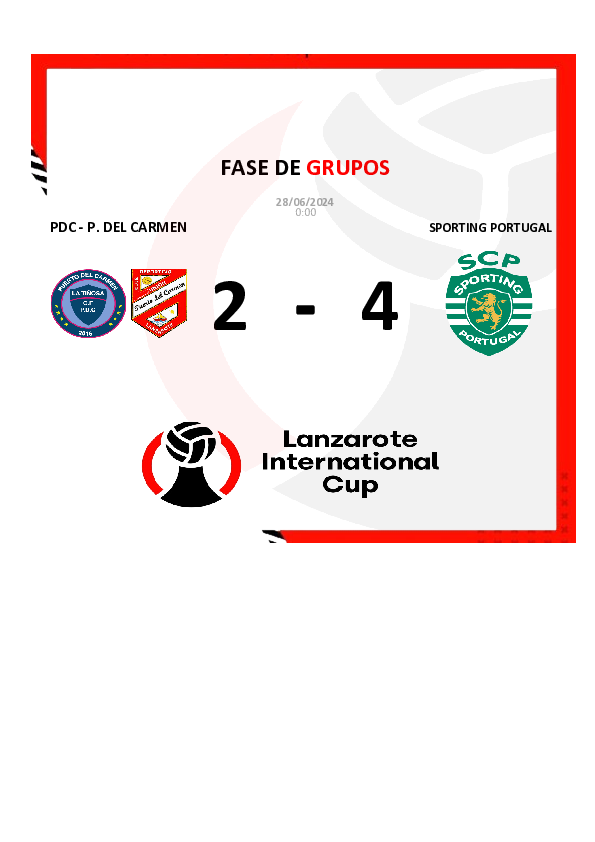 FASE DE GRUPOS
28/06/2024
0:00
PDC - P. DEL CARMEN
SPORTING PORTUGAL
PUERTO DEL CARMEN
LA TIÑOSA
C.F
2016
Puerto del Carmen
LANZAROTE
2 - 4
SCP
SPORTING
PORTUGAL
Lanzarote
International
Cup